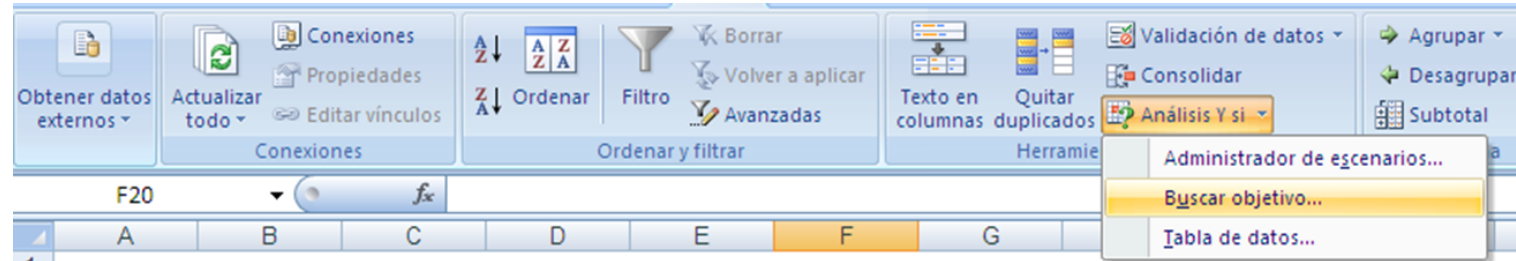 Obtener datos externos
Actualizar todo
Conexiones
Propiedades
Editar vínculos
Conexiones
A
Z
Z
A
A Z
Z A
Ordenar
Filtro
Borrar
Volver a aplicar
Avanzadas
Ordenar y filtrar
Texto en columnas
Quitar duplicados
Validación de datos
Consolidar
Análisis Y si
Herramie
Agrupar
Desagrupar
Subtotal
a
Administrador de escenarios...
Buscar objetivo...
Tabla de datos...
F20
fx
A B C D E F G